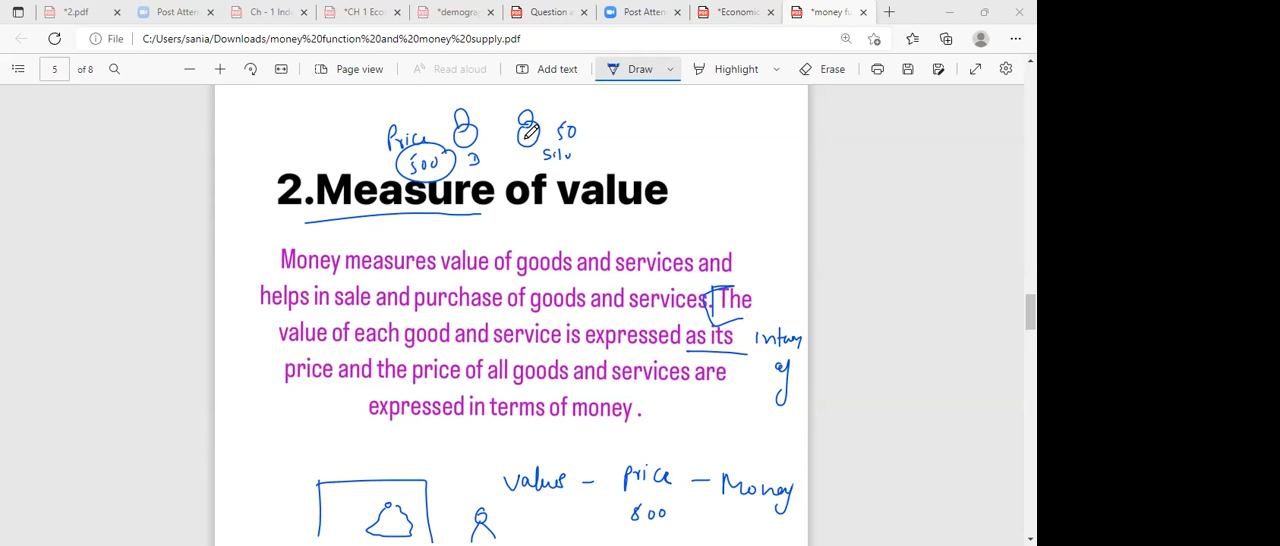 *2.pdf
Post Atten
Ch - 1 Ind
*CH 1 Eco
*demogra
Question a
Post Atten
*Economic
*money fu
File
C:/Users/sania/Downloads/money%20function%20and%20money%20supply.pdf
5 of 8
Page view
Read aloud
Add text
Draw
Highlight
Erase
Price
500
50
D
Silv
2.Measure of value
Money measures value of goods and services and
helps in sale and purchase of goods and services. The
value of each good and service is expressed as its
price and the price of all goods and services are
expressed in terms of money .
of
value - price - Money
800